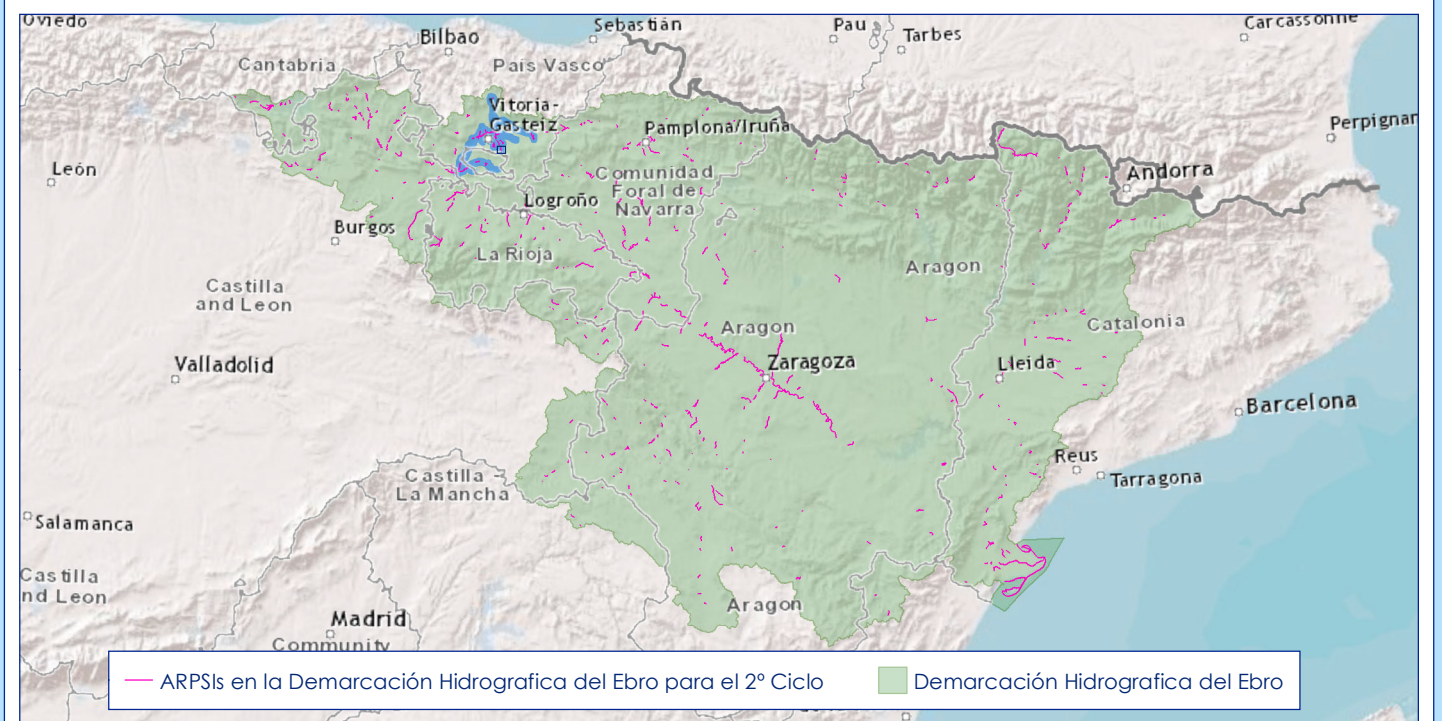 Oviedo
Sebastián
Pau
Tarbes
Carcassonne
Bilbao
Cantabria
País Vasco
Vitoria-
Gasteiz
Pamplona/Iruña
Perpignan
León
Andorra
Comunidad
Foral de
Navarra
Logroño
Burgos
La Rioja
Aragon
Castilla
and Leon
Catalonia
Aragon
Valladolid
Zaragoza
Lleida
Barcelona
Reus
Tarragona
Castilla
La Mancha
Salamanca
Castilla
nd Leon
Aragon
Madrid
Community
ARPSIs en la Demarcación Hidrografica del Ebro para el 2º Ciclo
Demarcación Hidrografica del Ebro